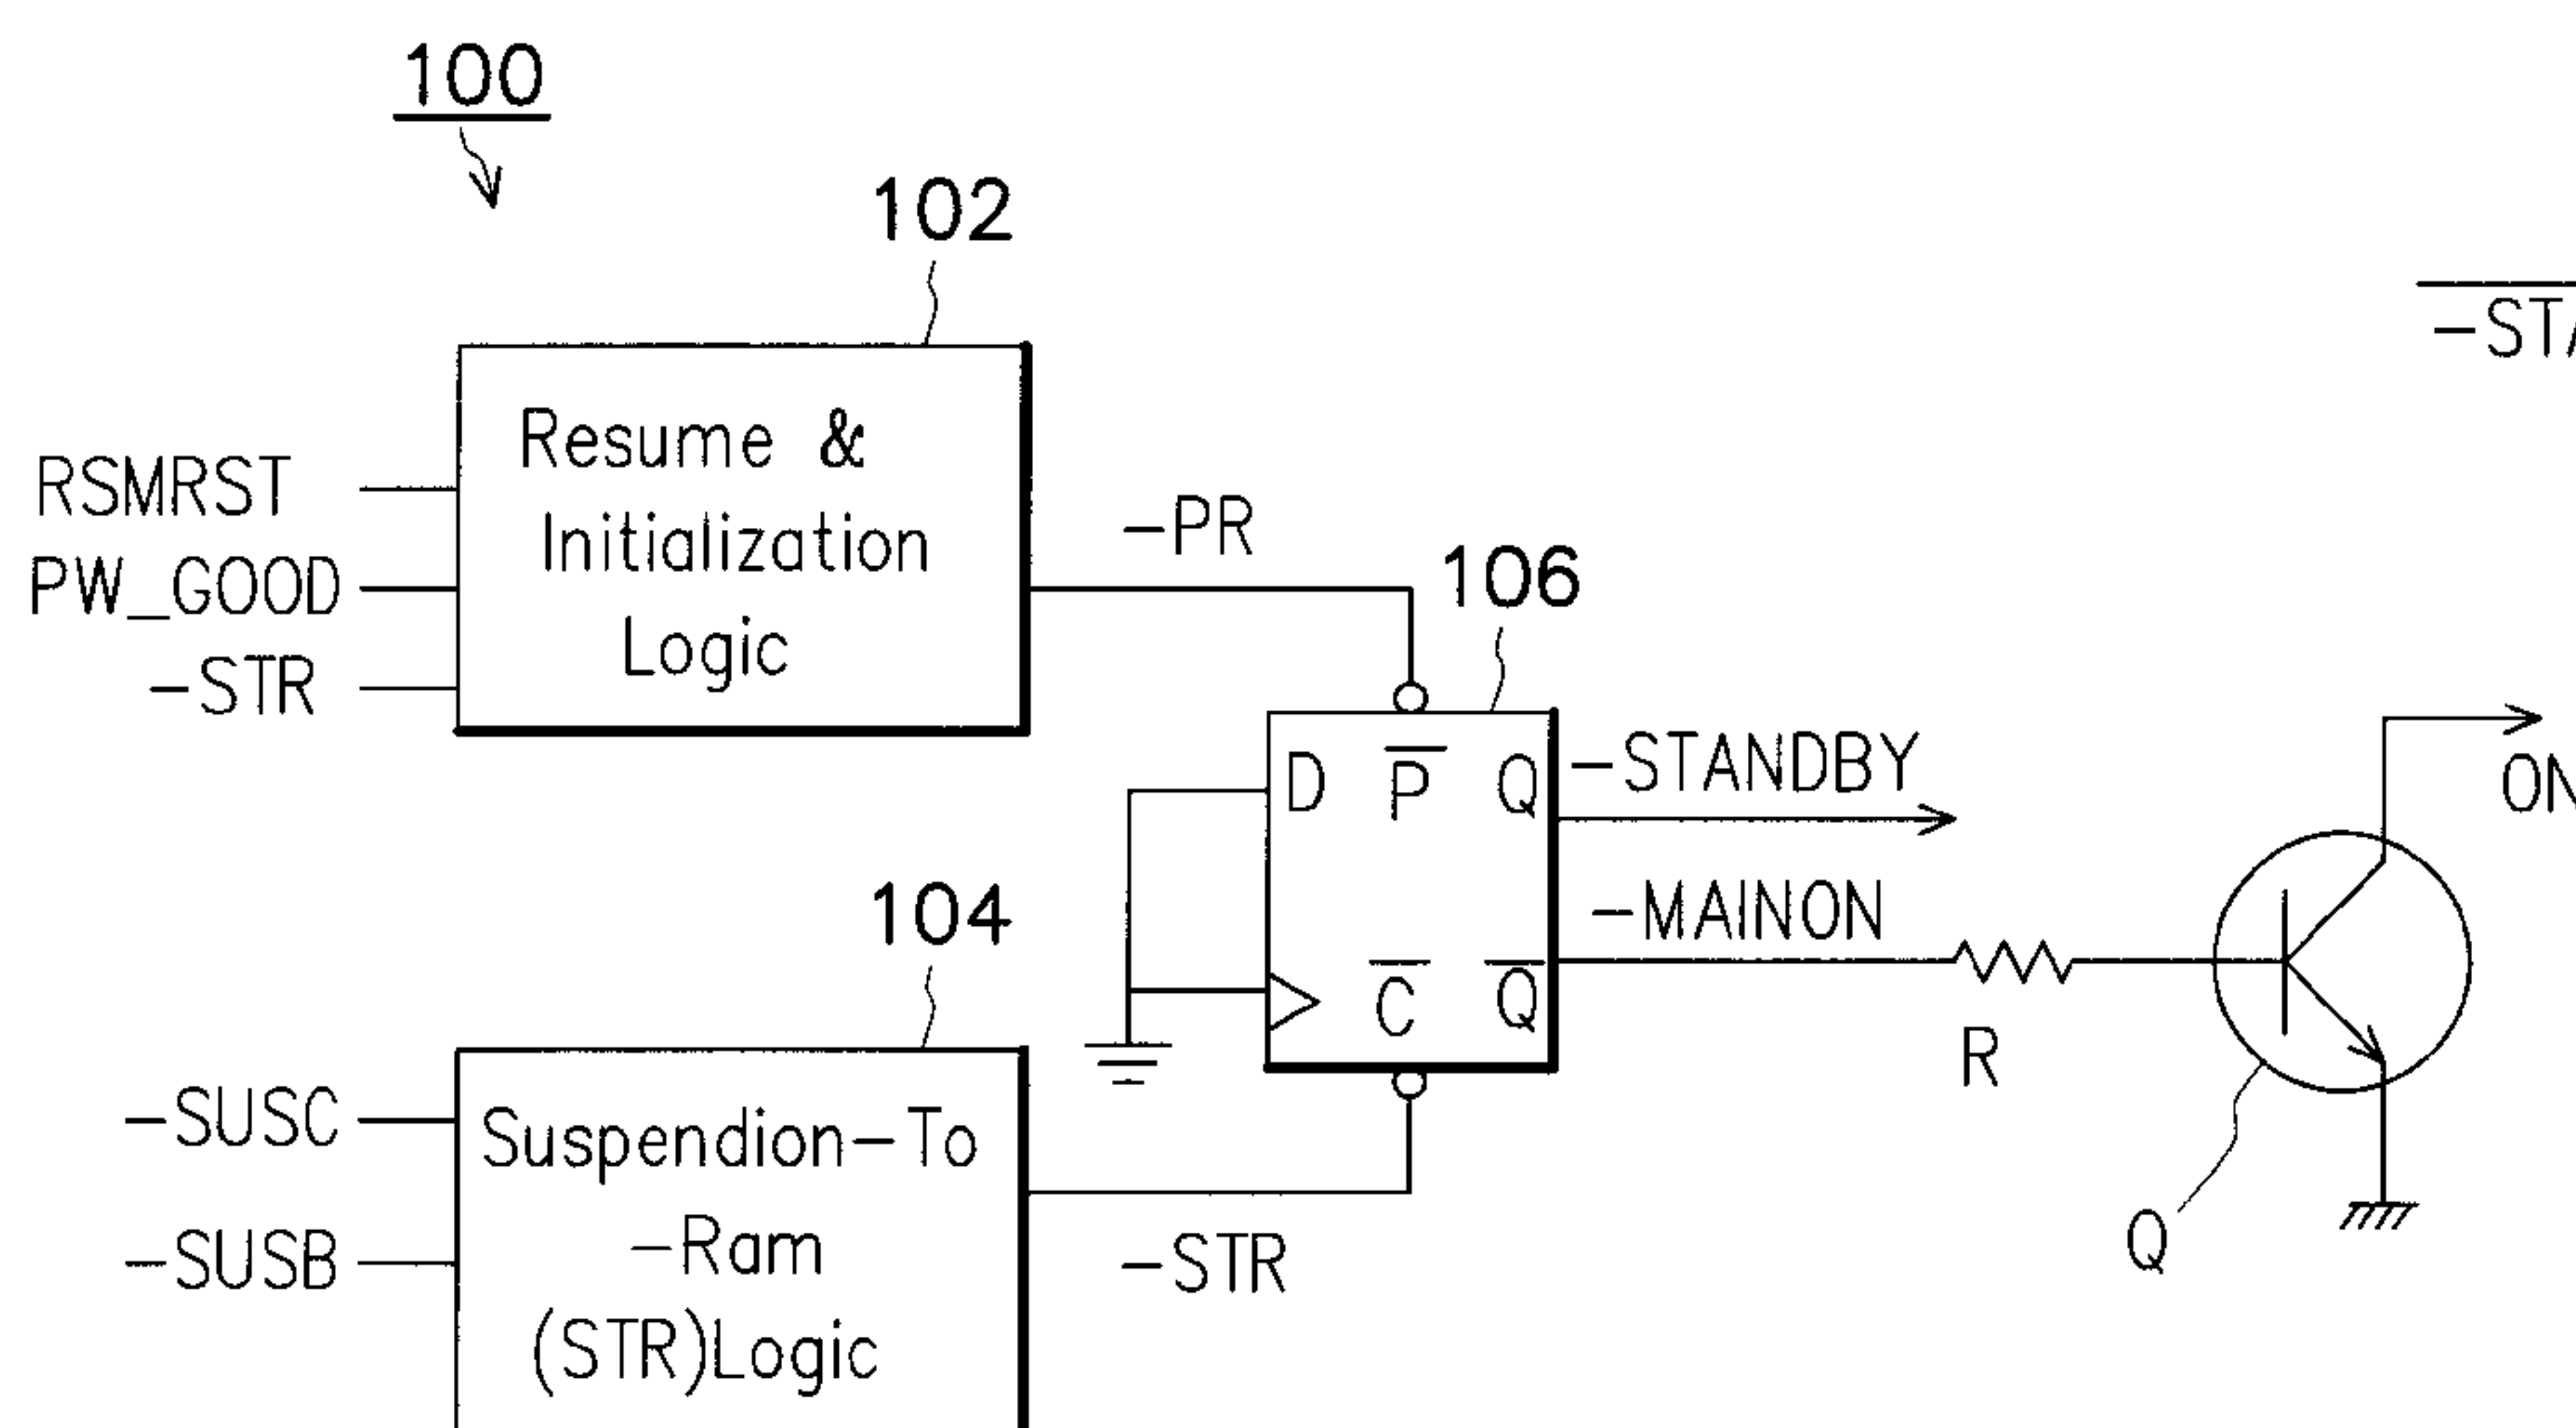 100
102
Resume &
Initialization
Logic
RSMRST
PW_GOOD
-STR
-PR
106
D
P
Q
C
Q
-STANDBY
-MAINON
R
Q
104
-SUSC
-SUSB
Suspendion-To
-Ram
(STR)Logic
-STR